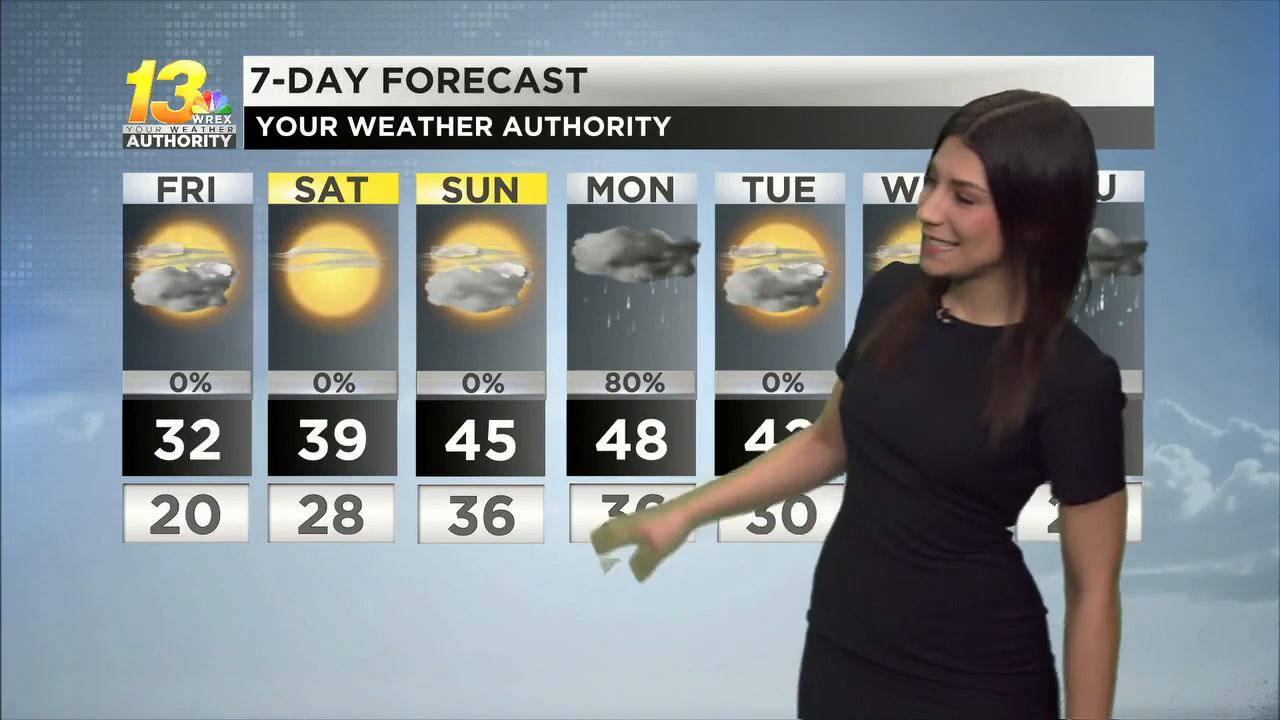 13
WREX
YOUR WEATHER
AUTHORITY
7-DAY FORECAST
YOUR WEATHER AUTHORITY
FRI SAT SUN MON TUE
0% 0% 0% 80% 0%
32 39 45 48
20 28 36 30